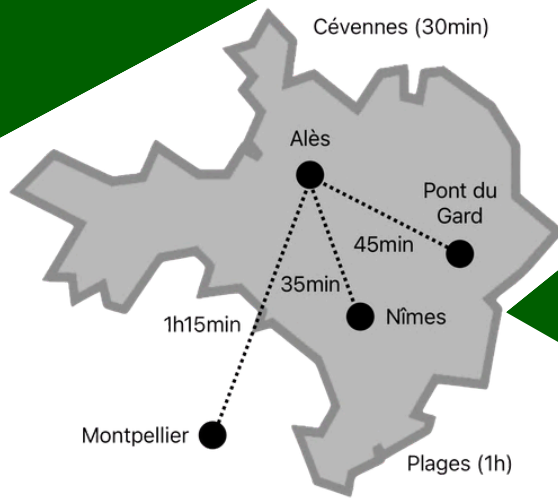 Cévennes (30min)
Alès
Pont du
Gard
45min
35min
Nîmes
1h15min
Montpellier
Plages (1h)